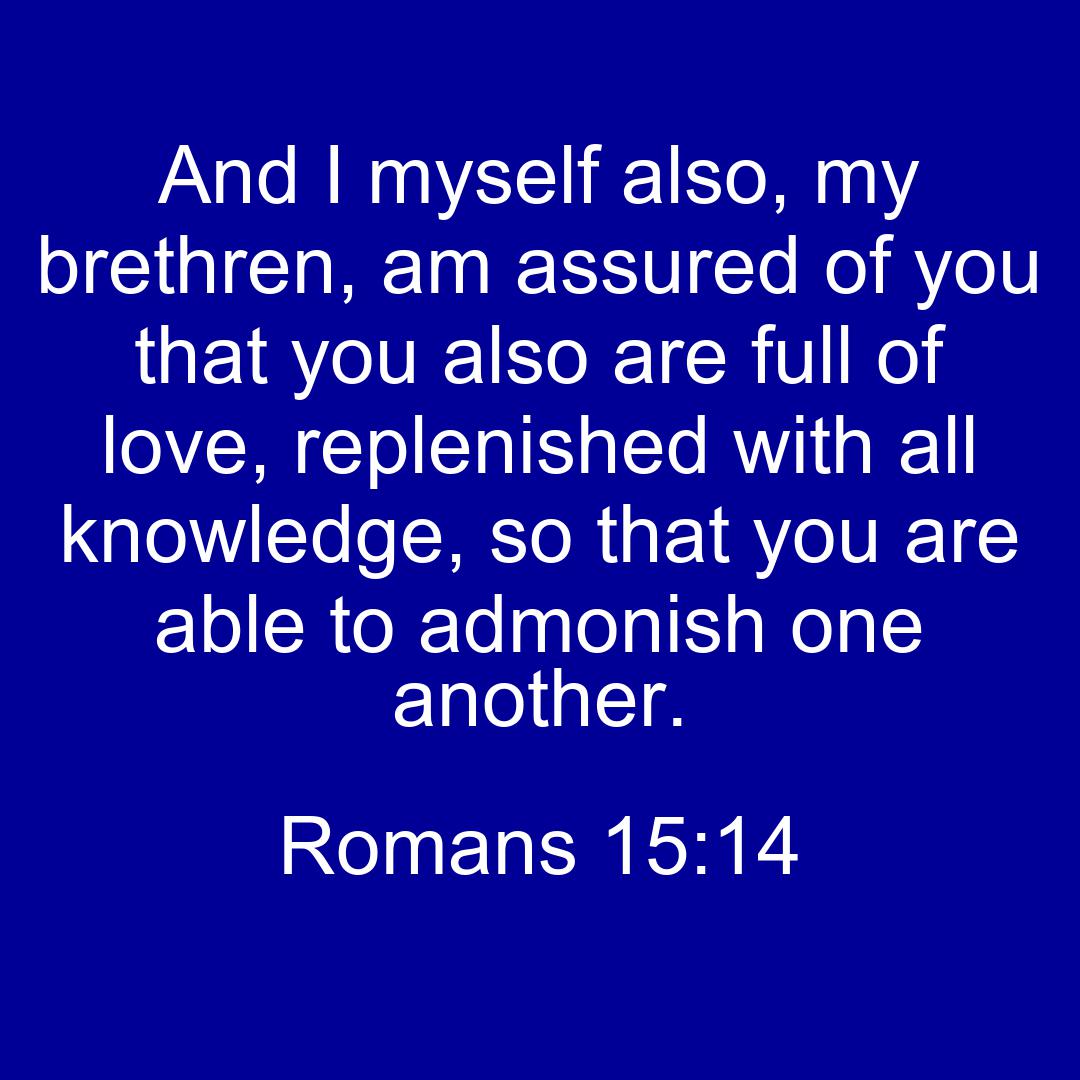 And I myself also, my
brethren, am assured of you
that you also are full of
love, replenished with all
knowledge, so that you are
able to admonish one
another.
Romans 15:14